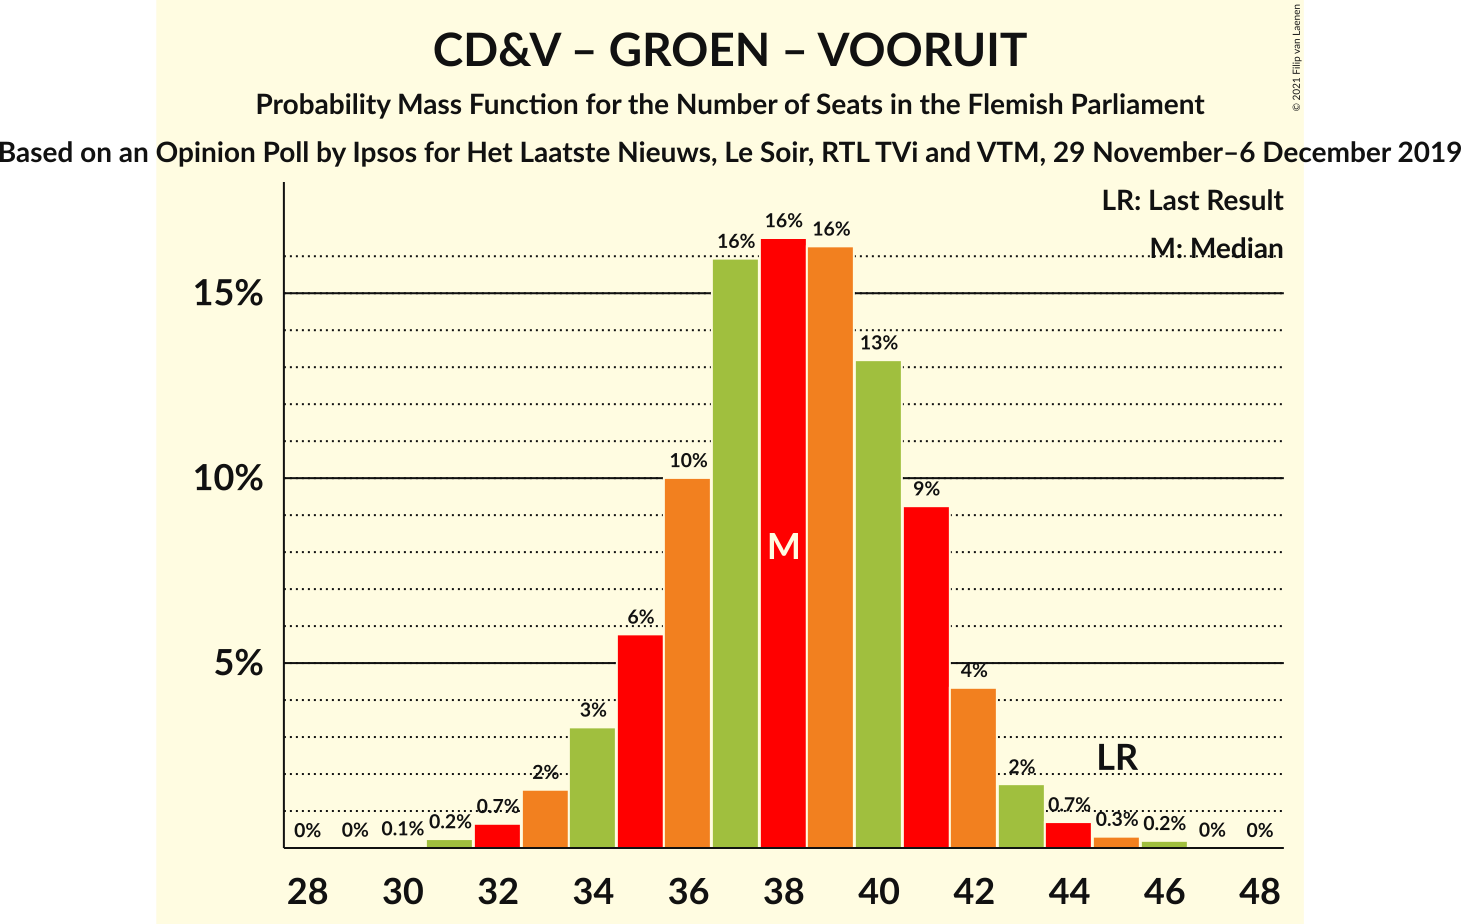 CD&V – GROEN – VOORUIT
Probability Mass Function for the Number of Seats in the Flemish Parliament
Based on an Opinion Poll by Ipsos for Het Laatste Nieuws, Le Soir, RTL TVi and VTM, 29 November–6 December 2019
© 2021 Filip van Laenen
LR: Last Result
M: Median
16%
16%
16%
15%
13%
10%
10%
9%
M
6%
5%
4%
3%
LR
2%
2%
0.7%
0.7%
0% 0% 0.1% 0.2% 0.3% 0.2% 0% 0%
28 30 32 34 36 38 40 42 44 46 48